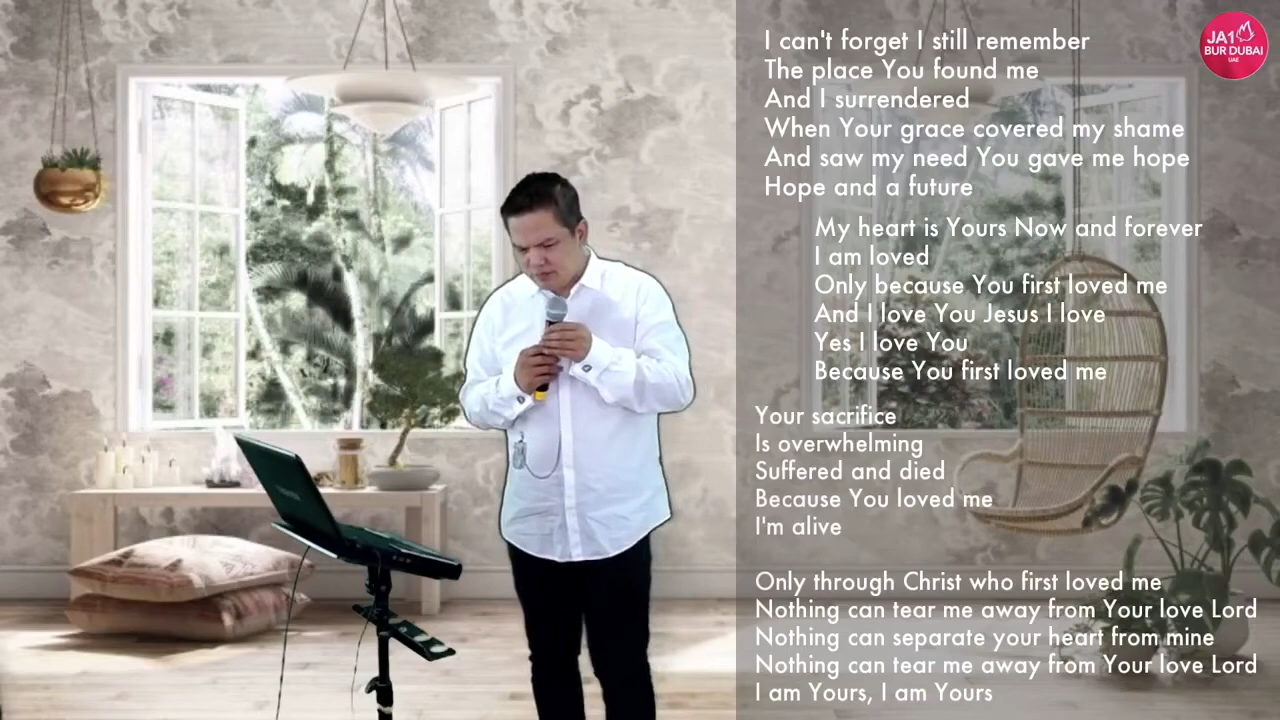 I can't forget I still remember
The place You found me
And I surrendered
When Your grace covered my shame
And saw my need You gave me hope
Hope and a future
My heart is Yours Now and forever
I am loved
Only because You first loved me
And I love You Jesus I love
Yes I love You
Because You first loved me
Your sacrifice
Is overwhelming
Suffered and died
Because You loved me
I'm alive
Only through Christ who first loved me
Nothing can tear me away from Your love Lord
Nothing can separate your heart from mine
Nothing can tear me away from Your love Lord
I am Yours, I am Yours
JA1
BUR DUBAI
UAE